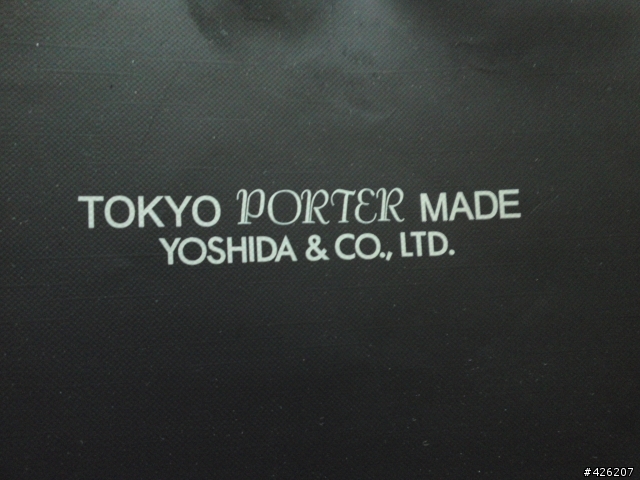 TOKYO PORTER MADE
YOSHIDA & CO., LTD.
#426207